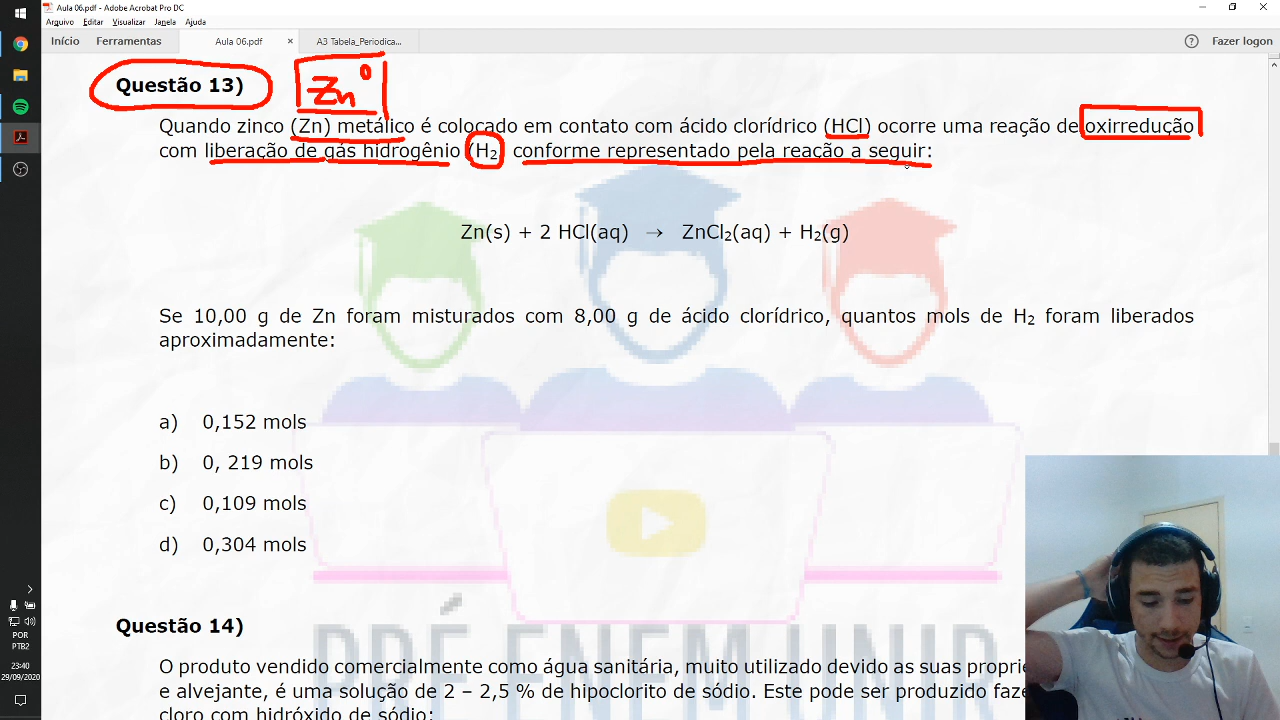 Aula 06.pdf - Adobe Acrobat Pro DC
Arquivo Editar Visualizar Janela Ajuda
Início Ferramentas Aula 06.pdf × A3 Tabela_Periodica... ? Fazer logon
Questão 13) Zn⁰
Quando zinco (Zn) metálico é colocado em contato com ácido clorídrico (HCl) ocorre uma reação de oxirredução
com liberação de gás hidrogênio (H₂ conforme representado pela reação a seguir:
Zn(s) + 2 HCl(aq) → ZnCl₂(aq) + H₂(g)
Se 10,00 g de Zn foram misturados com 8,00 g de ácido clorídrico, quantos mols de H₂ foram liberados
aproximadamente:
a) 0,152 mols
b) 0, 219 mols
c) 0,109 mols
d) 0,304 mols
Questão 14)
O produto vendido comercialmente como água sanitária, muito utilizado devido as suas proprie
e alvejante, é uma solução de 2 – 2,5 % de hipoclorito de sódio. Este pode ser produzido faze
cloro com hidróxido de sódio:
PRÉ ENEM UNIR
POR
PTB2
23:40
29/09/2020